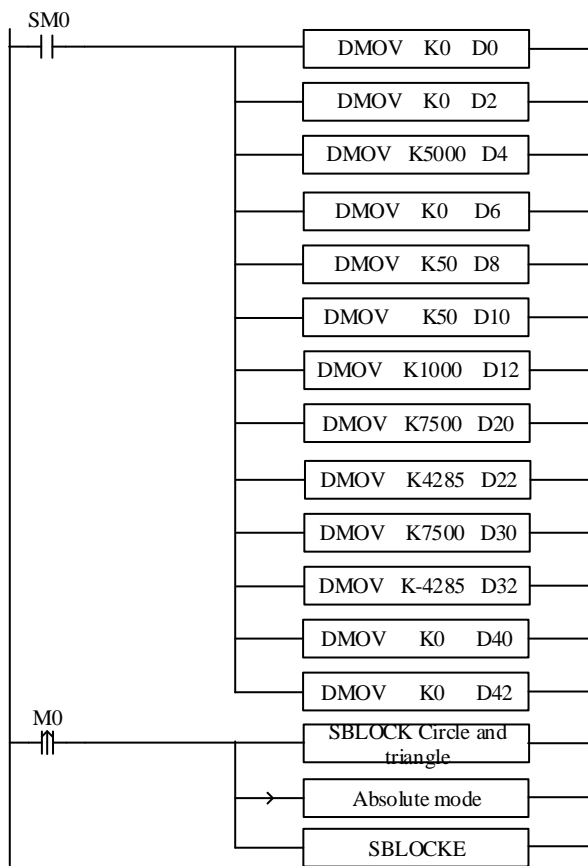 SM0
DMOV K0 D0
DMOV K0 D2
DMOV K5000 D4
DMOV K0 D6
DMOV K50 D8
DMOV K50 D10
DMOV K1000 D12
DMOV K7500 D20
DMOV K4285 D22
DMOV K7500 D30
DMOV K-4285 D32
DMOV K0 D40
DMOV K0 D42
M0
SBLOCK Circle and
triangle
Absolute mode
SBLOCKE